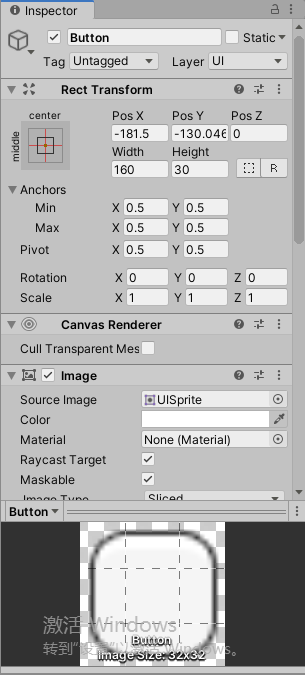 Inspector
Button
Static
Tag Untagged Layer UI
Rect Transform
center
middle
Pos X Pos Y Pos Z
-181.5 -130.046 0
Width Height
160 30
R
Anchors
Min X 0.5 Y 0.5
Max X 0.5 Y 0.5
Pivot X 0.5 Y 0.5
Rotation X 0 Y 0 Z 0
Scale X 1 Y 1 Z 1
Canvas Renderer
Cull Transparent Mes
Image
Source Image UISprite
Color
Material None (Material)
Raycast Target
Maskable
Image Type Sliced
Button
激活 Windows
Button
转到"设置"以激活 Windows。
Image Size: 32x32